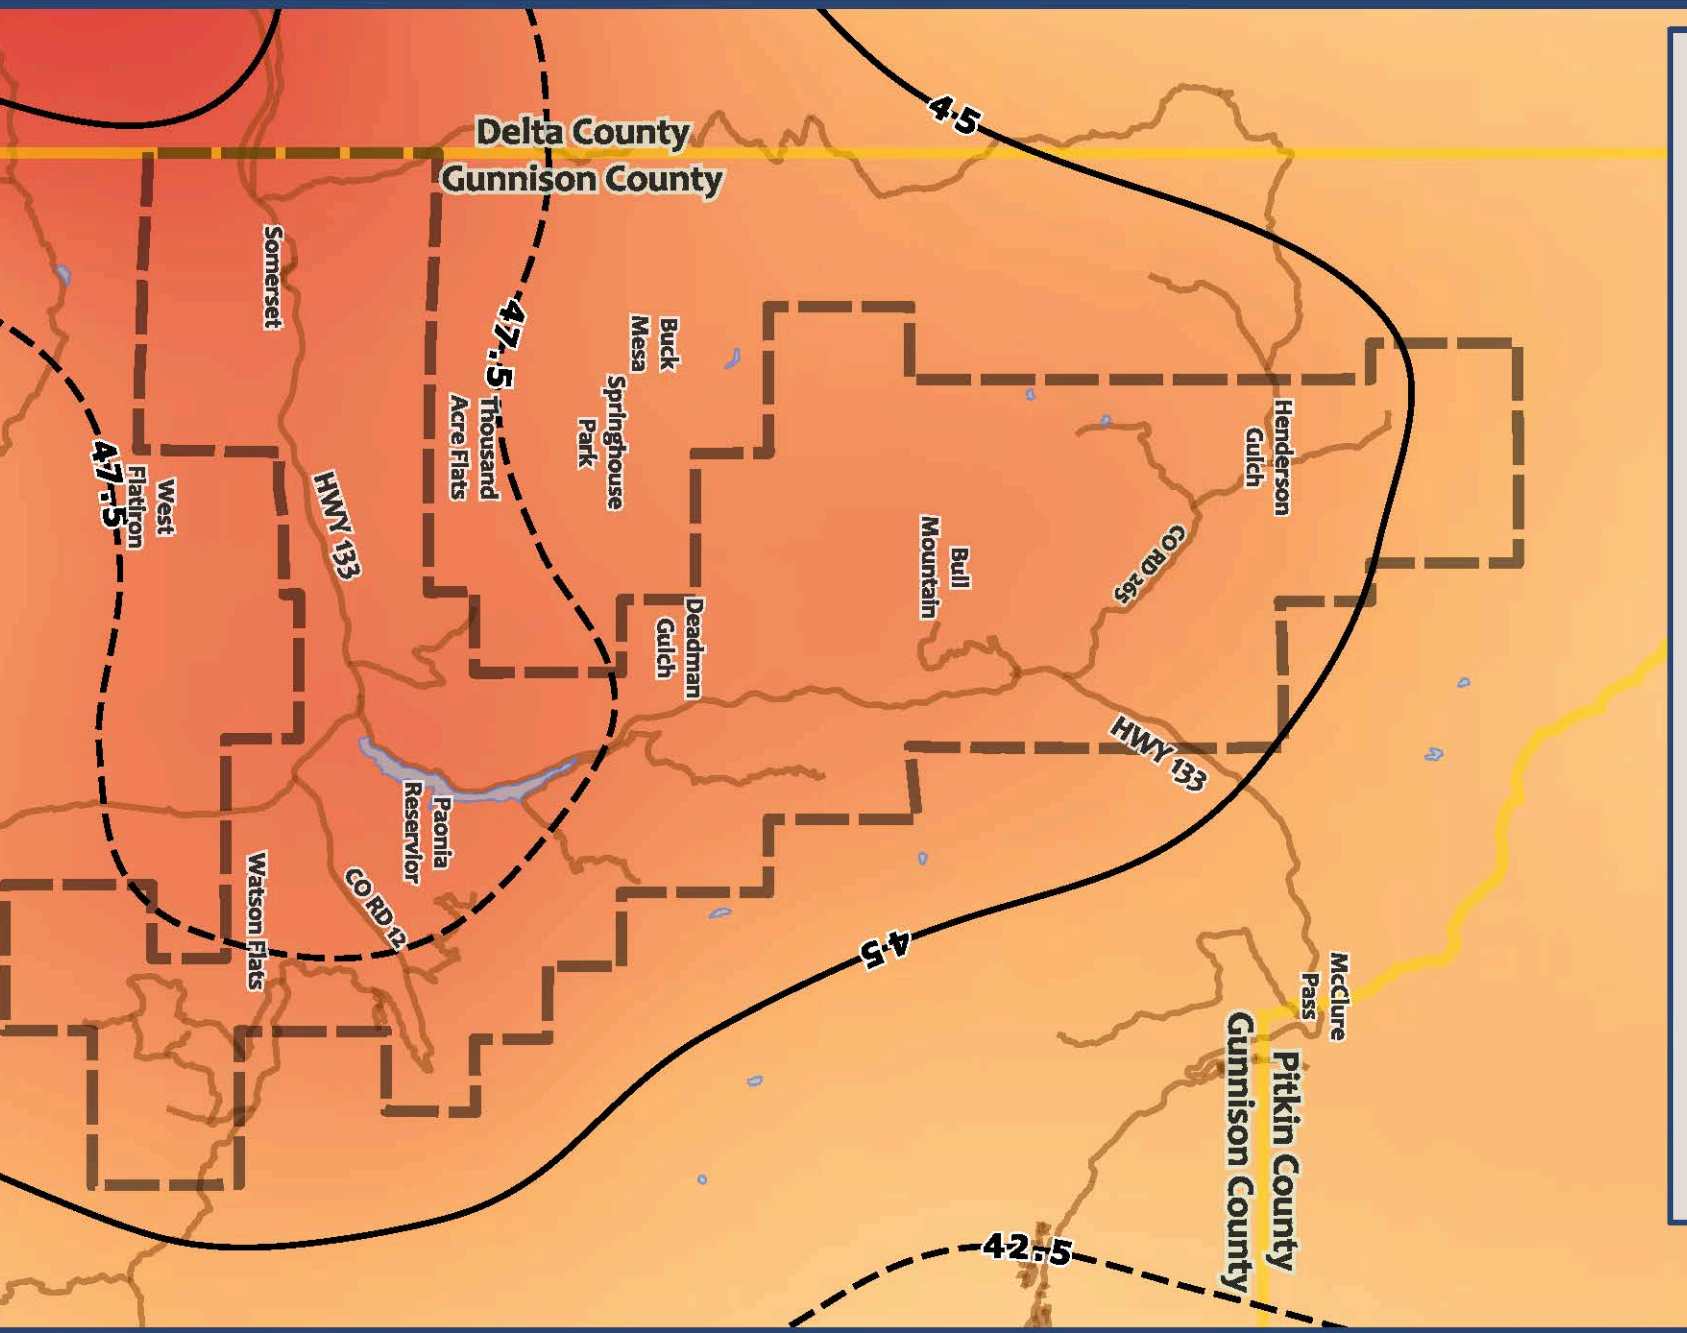 4.5
Delta County
Gunnison County
Somerset
47.5
Buck
Mesa
Springhouse
Park
Thousand
Acre Flats
Henderson
Gulch
47.5
West
Flatiron
HWY 133
Bull
Mountain
CO RD 265
Deadman
Gulch
HWY 133
Paonia
Reservior
Watson Flats
CO RD 12
45
McClure
Pass
Pitkin County
Gunnison County
42.5